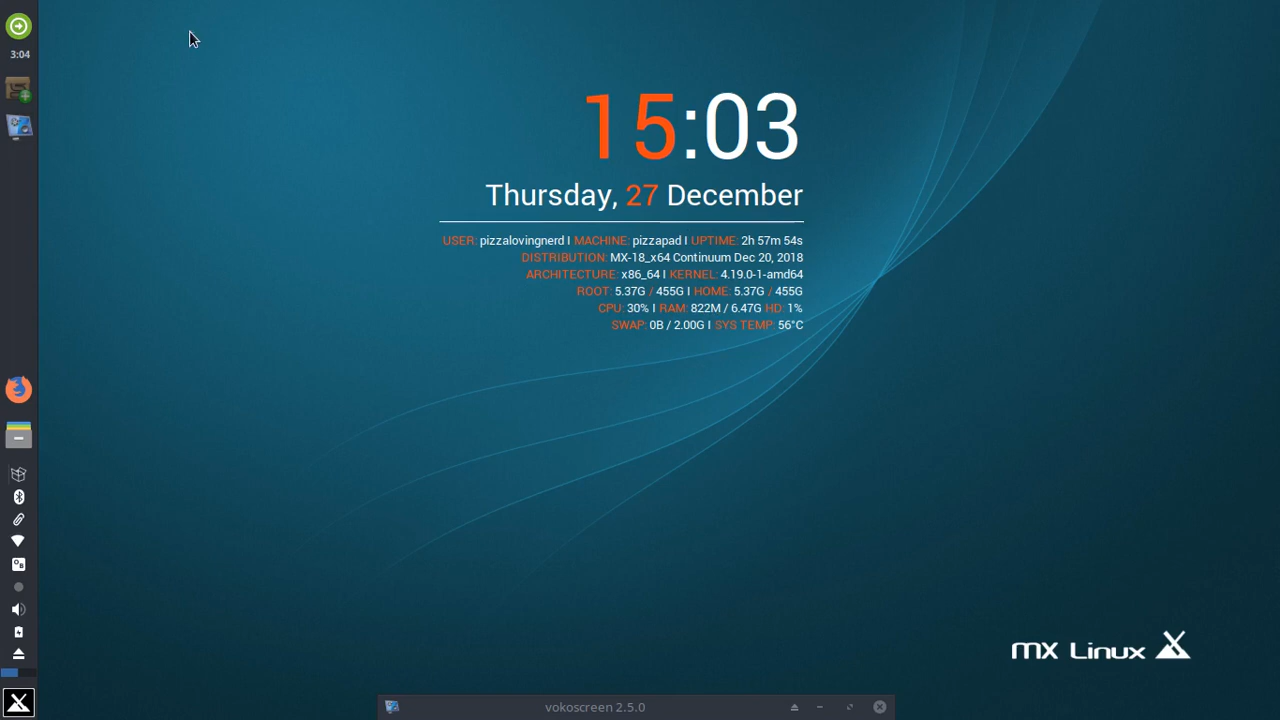 3:04
15:03
Thursday, 27 December
USER: pizzalovingnerd I MACHINE: pizzapad I UPTIME: 2h 57m 54s
DISTRIBUTION: MX-18_x64 Continuum Dec 20, 2018
ARCHITECTURE: x86_64 I KERNEL: 4.19.0-1-amd64
ROOT: 5.37G / 455G I HOME: 5.37G / 455G
CPU: 30% I RAM: 822M / 6.47G HD: 1%
SWAP: 0B / 2.00G I SYS TEMP: 56°C
MX Linux
vokoscreen 2.5.0